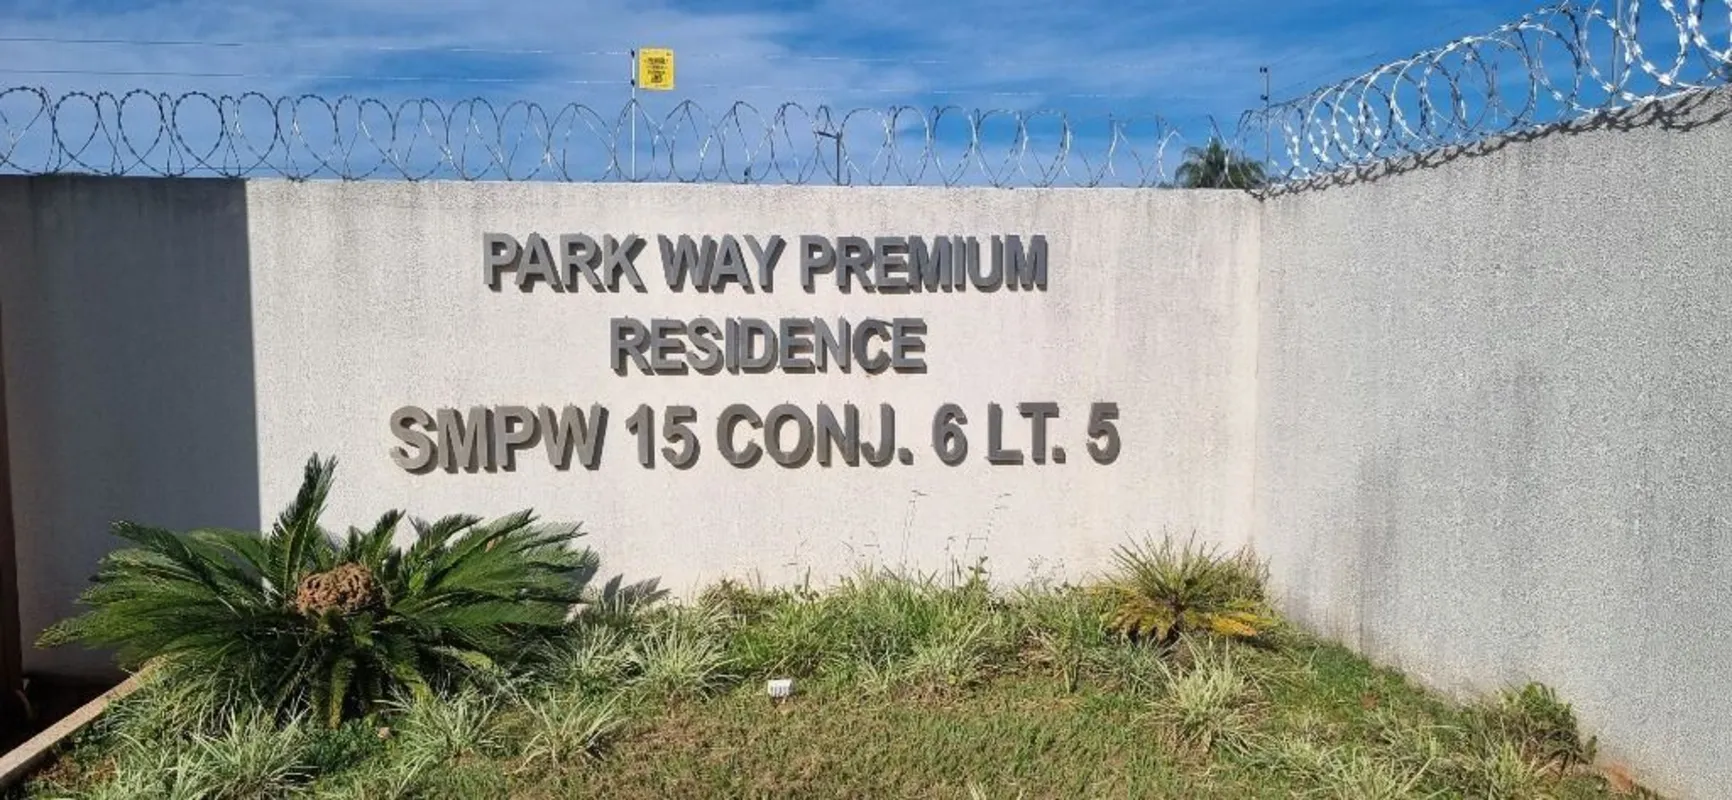 PARK WAY PREMIUM
RESIDENCE
SMPW 15 CONJ. 6 LT. 5